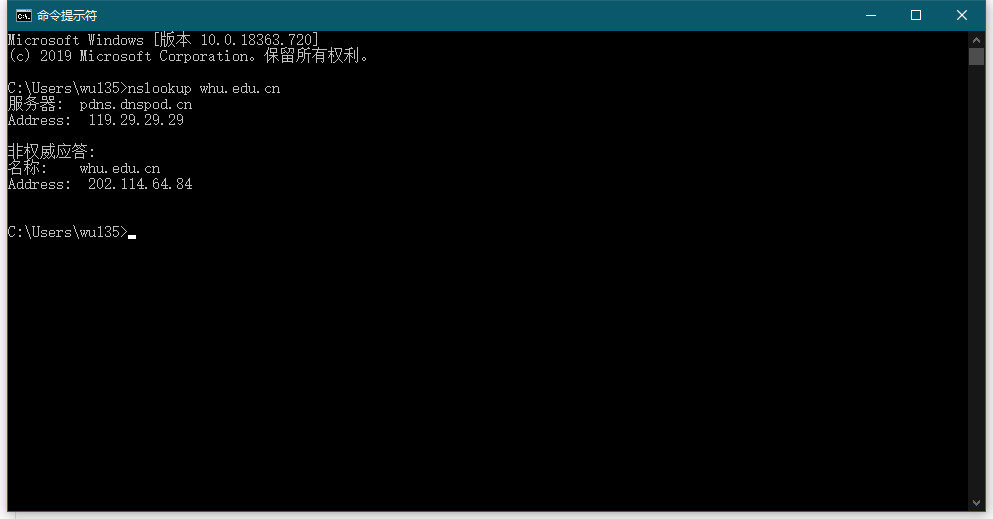 命令提示符
Microsoft Windows [版本 10.0.18363.720]
(c) 2019 Microsoft Corporation。保留所有权利。
C:\Users\wu135>nslookup whu.edu.cn
服务器:  pdns.dnspod.cn
Address:  119.29.29.29
非权威应答:
名称:    whu.edu.cn
Address:  202.114.64.84
C:\Users\wu135>